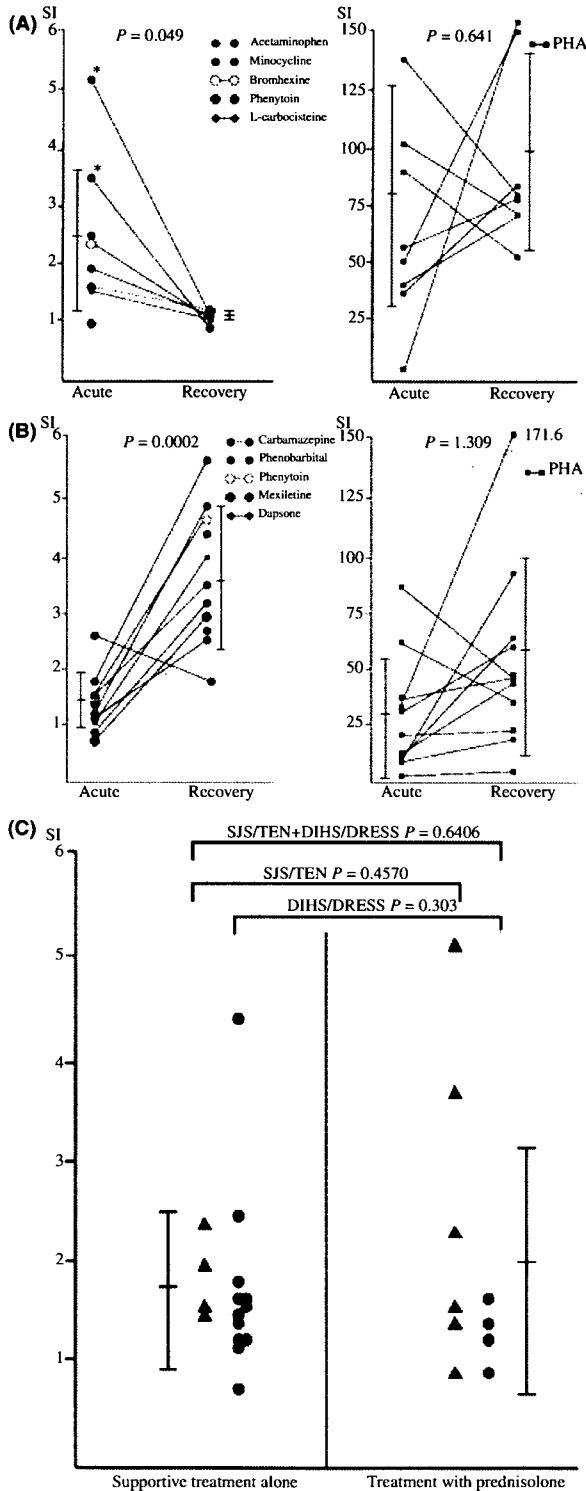 (A)
SI
6
5
4
3
2
1
P = 0.049
*
*
Acetaminophen
Minocycline
Bromhexine
Phenytoin
L-carbocisteine
Acute
Recovery
SI
150
125
100
75
50
25
P = 0.641
PHA
Acute
Recovery
(B)
SI
6
5
4
3
2
1
P = 0.0002
Carbamazepine
Phenobarbital
Phenytoin
Mexiletine
Dapsone
Acute
Recovery
SI
150
125
100
75
50
25
P = 1.309
171.6
PHA
Acute
Recovery
(C)
SI
6
5
4
3
2
1
SJS/TEN+DIHS/DRESS P = 0.6406
SJS/TEN P = 0.4570
DIHS/DRESS P = 0.303
Supportive treatment alone
Treatment with prednisolone